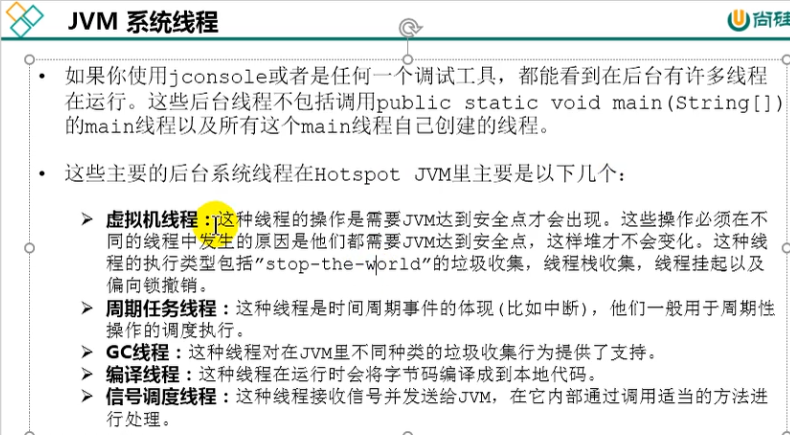 JVM 系统线程
尚硅
• 如果你使用jconsole或者是任何一个调试工具，都能看到在后台有许多线程
在运行。这些后台线程不包括调用public static void main(String[])
的main线程以及所有这个main线程自己创建的线程。
• 这些主要的后台系统线程在Hotspot JVM里主要是以下几个：
➢ 虚拟机线程：这种线程的操作是需要JVM达到安全点才会出现。这些操作必须在不
同的线程中发生的原因是他们都需要JVM达到安全点，这样堆才不会变化。这种线
程的执行类型包括"stop-the-world"的垃圾收集，线程栈收集，线程挂起以及
偏向锁撤销。
➢ 周期任务线程：这种线程是时间周期事件的体现(比如中断)，他们一般用于周期性
操作的调度执行。
➢ GC线程：这种线程对在JVM里不同种类的垃圾收集行为提供了支持。
➢ 编译线程：这种线程在运行时会将字节码编译成到本地代码。
➢ 信号调度线程：这种线程接收信号并发送给JVM，在它内部通过调用适当的方法进
行处理。